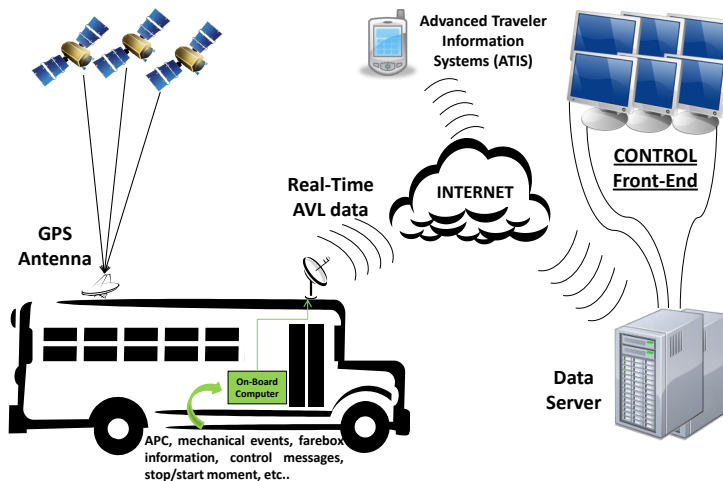 Advanced Traveler
Information
Systems (ATIS)
CONTROL
Front-End
INTERNET
Real-Time
AVL data
GPS
Antenna
On-Board
Computer
Data
Server
APC, mechanical events, farebox
information, control messages,
stop/start moment, etc..